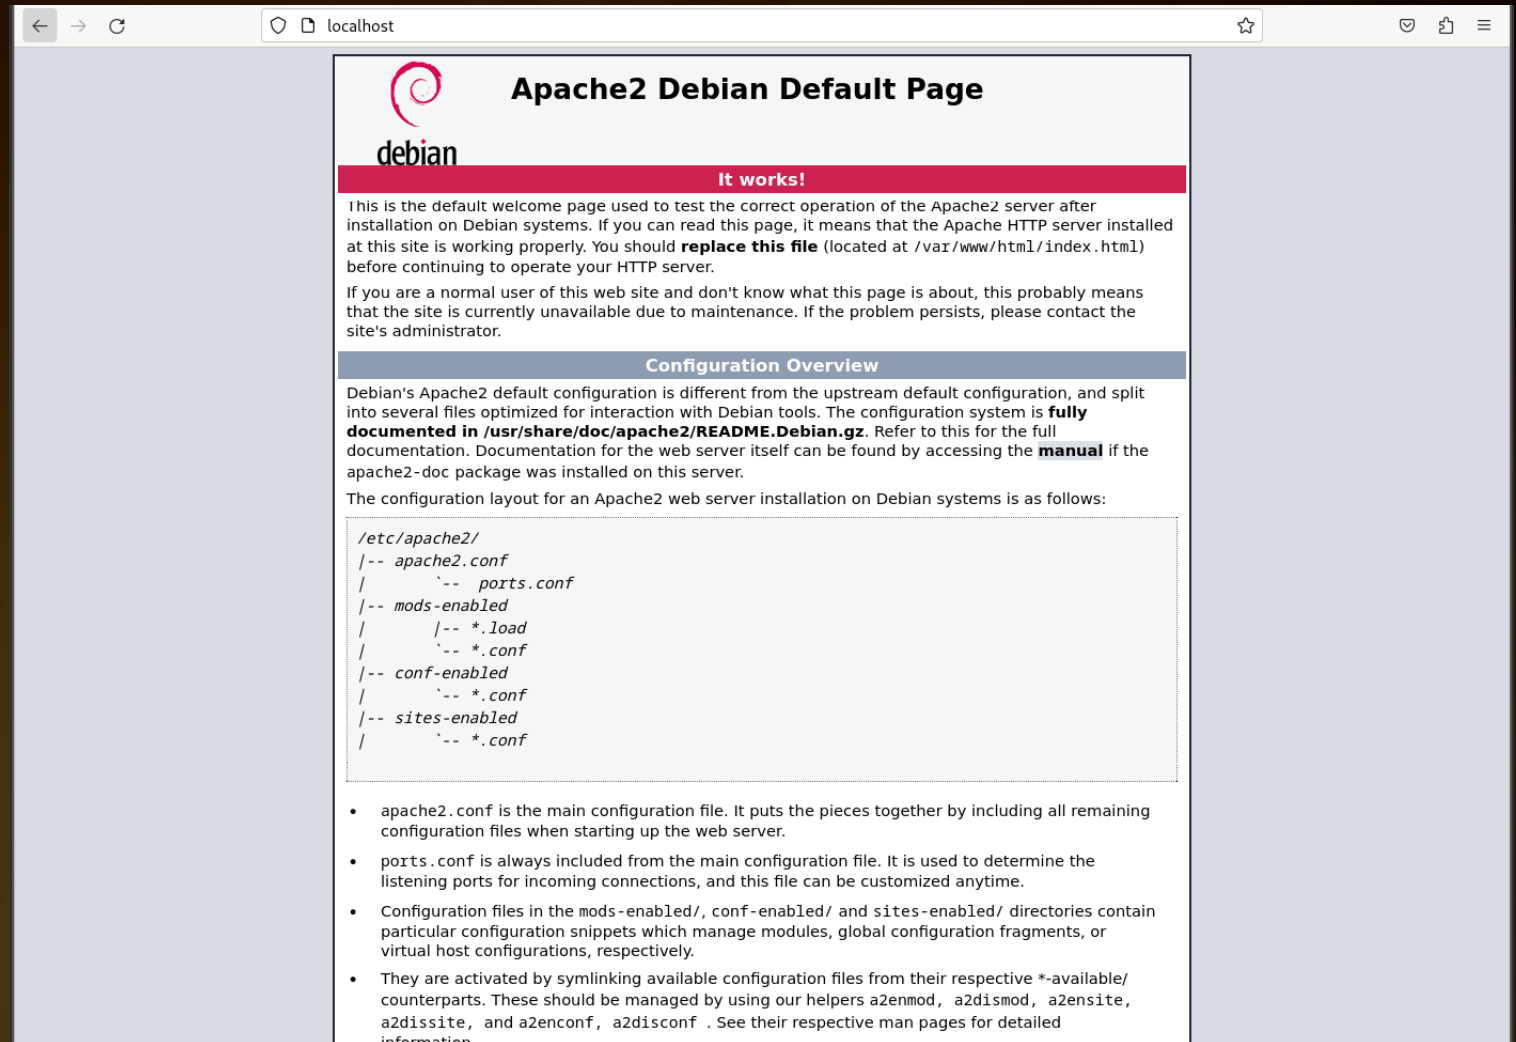 localhost
debian
Apache2 Debian Default Page
It works!
This is the default welcome page used to test the correct operation of the Apache2 server after
installation on Debian systems. If you can read this page, it means that the Apache HTTP server installed
at this site is working properly. You should replace this file (located at /var/www/html/index.html)
before continuing to operate your HTTP server.
If you are a normal user of this web site and don't know what this page is about, this probably means
that the site is currently unavailable due to maintenance. If the problem persists, please contact the
site's administrator.
Configuration Overview
Debian's Apache2 default configuration is different from the upstream default configuration, and split
into several files optimized for interaction with Debian tools. The configuration system is fully
documented in /usr/share/doc/apache2/README.Debian.gz. Refer to this for the full
documentation. Documentation for the web server itself can be found by accessing the manual if the
apache2-doc package was installed on this server.
The configuration layout for an Apache2 web server installation on Debian systems is as follows:
/etc/apache2/
|-- apache2.conf
|       `--  ports.conf
|-- mods-enabled
|       |-- *.load
|       `-- *.conf
|-- conf-enabled
|       `-- *.conf
|-- sites-enabled
|       `-- *.conf
• apache2.conf is the main configuration file. It puts the pieces together by including all remaining
configuration files when starting up the web server.
• ports.conf is always included from the main configuration file. It is used to determine the
listening ports for incoming connections, and this file can be customized anytime.
• Configuration files in the mods-enabled/, conf-enabled/ and sites-enabled/ directories contain
particular configuration snippets which manage modules, global configuration fragments, or
virtual host configurations, respectively.
• They are activated by symlinking available configuration files from their respective *-available/
counterparts. These should be managed by using our helpers a2enmod, a2dismod, a2ensite,
a2dissite, and a2enconf, a2disconf . See their respective man pages for detailed
information.